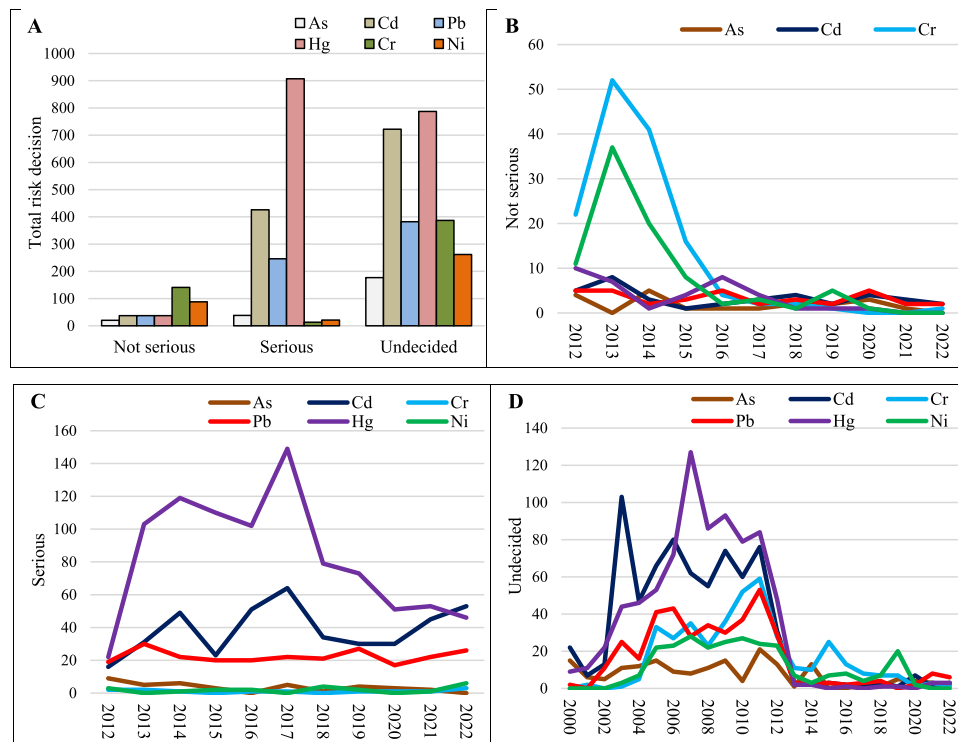 A
As Cd Pb
Hg Cr Ni
Total risk decision
1000
900
800
700
600
500
400
300
200
100
0
Not serious Serious Undecided
B
As Cd Cr
Not serious
60
50
40
30
20
10
0
2012 2013 2014 2015 2016 2017 2018 2019 2020 2021 2022
C
As Cd Cr
Pb Hg Ni
Serious
160
140
120
100
80
60
40
20
0
2012 2013 2014 2015 2016 2017 2018 2019 2020 2021 2022
D
As Cd Cr
Pb Hg Ni
Undecided
140
120
100
80
60
40
20
0
2000 2002 2004 2006 2008 2010 2012 2014 2016 2018 2020 2022